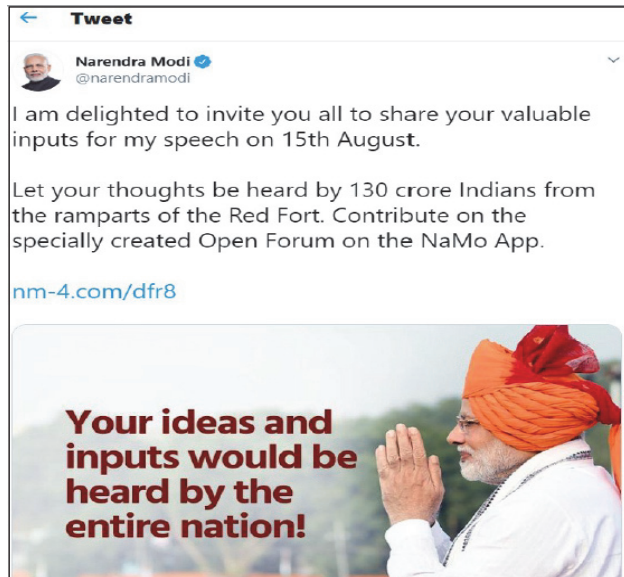 Tweet
Narendra Modi
@narendramodi
I am delighted to invite you all to share your valuable
inputs for my speech on 15th August.
Let your thoughts be heard by 130 crore Indians from
the ramparts of the Red Fort. Contribute on the
specially created Open Forum on the NaMo App.
nm-4.com/dfr8
Your ideas and
inputs would be
heard by the
entire nation!